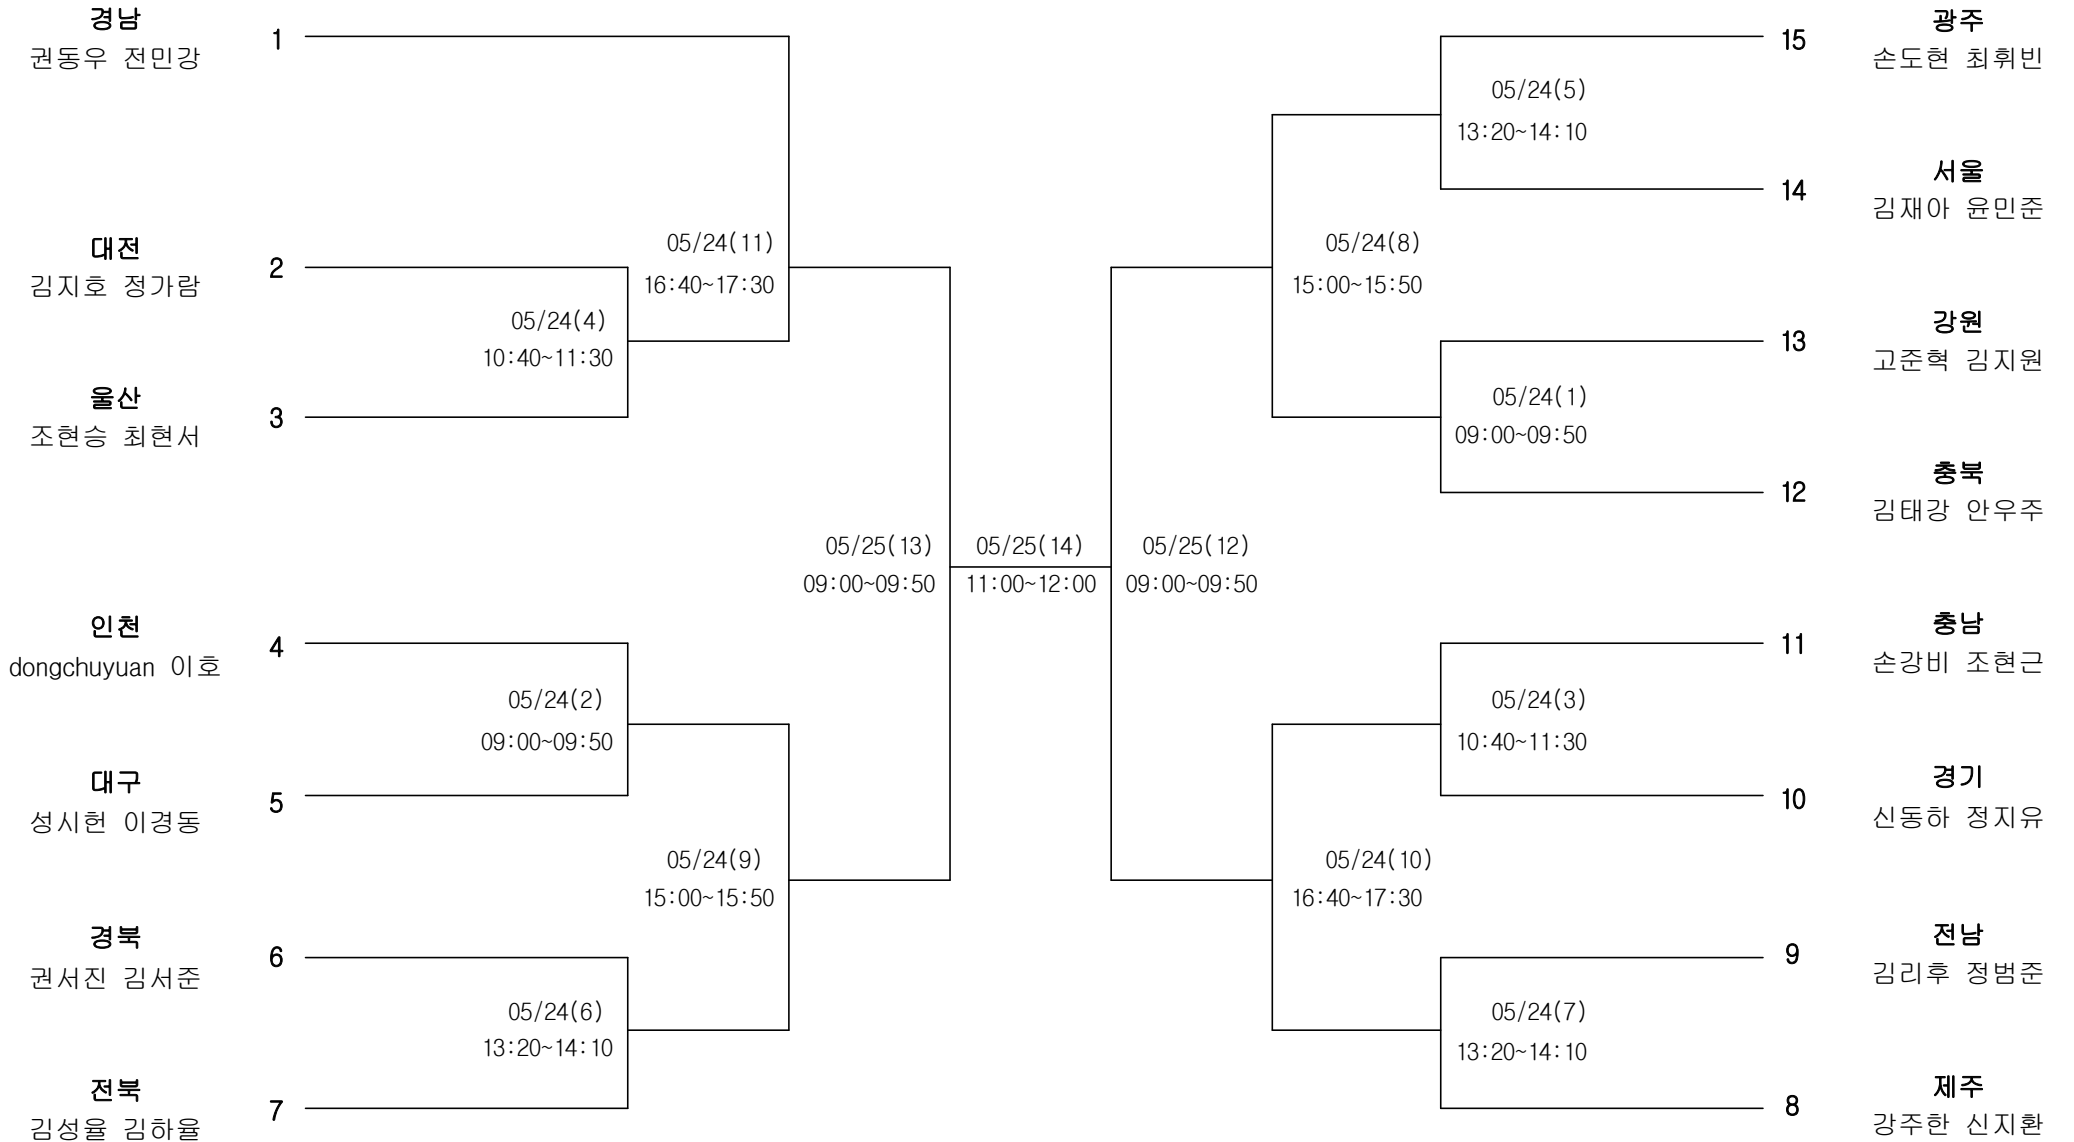 경남
권동우 전민강
1
대전
김지호 정가람
2
울산
조현승 최현서
3
인천
dongchuyuan 이호
4
대구
성시헌 이경동
5
경북
권서진 김서준
6
전북
김성율 김하율
7
05/24(4)
10:40~11:30
05/24(2)
09:00~09:50
05/24(6)
13:20~14:10
05/24(11)
16:40~17:30
05/24(9)
15:00~15:50
05/25(13)
09:00~09:50
05/25(14)
11:00~12:00
05/25(12)
09:00~09:50
05/24(8)
15:00~15:50
05/24(10)
16:40~17:30
05/24(5)
13:20~14:10
05/24(1)
09:00~09:50
05/24(3)
10:40~11:30
05/24(7)
13:20~14:10
15
광주
손도현 최휘빈
14
서울
김재아 윤민준
13
강원
고준혁 김지원
12
충북
김태강 안우주
11
충남
손강비 조현근
10
경기
신동하 정지유
9
전남
김리후 정범준
8
제주
강주한 신지환